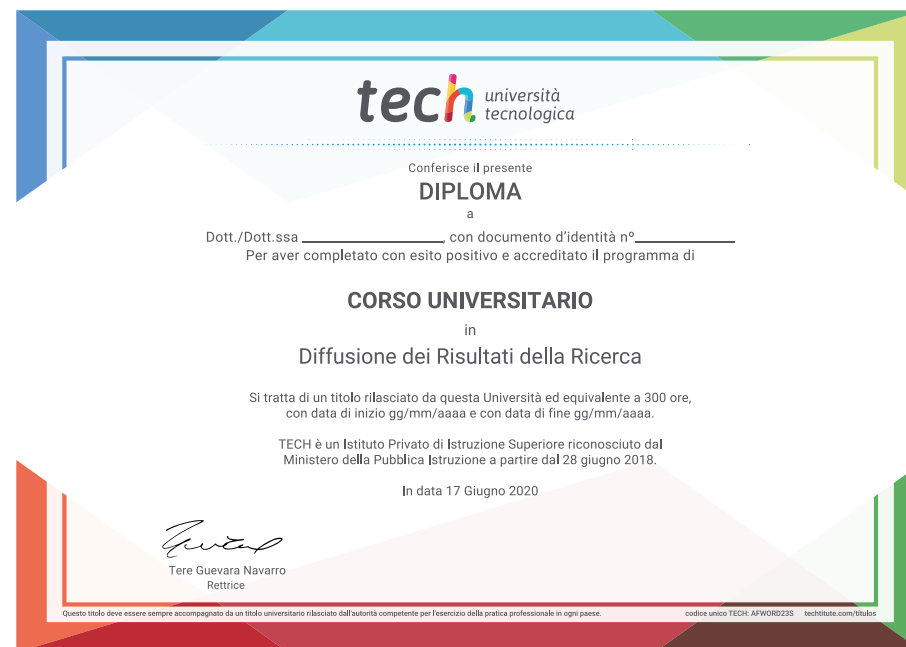 tech università
tecnologica
Conferisce il presente
DIPLOMA
a
Dott./Dott.ssa ____________________, con documento d'identità nº______________
Per aver completato con esito positivo e accreditato il programma di
CORSO UNIVERSITARIO
in
Diffusione dei Risultati della Ricerca
Si tratta di un titolo rilasciato da questa Università ed equivalente a 300 ore,
con data di inizio gg/mm/aaaa e con data di fine gg/mm/aaaa.
TECH è un Istituto Privato di Istruzione Superiore riconosciuto dal
Ministero della Pubblica Istruzione a partire dal 28 giugno 2018.
In data 17 Giugno 2020
Tere Guevara Navarro
Rettrice
Questo titolo deve essere sempre accompagnato da un titolo universitario rilasciato dall'autorità competente per l'esercizio della pratica professionale in ogni paese. codice unico TECH: AFWORD23S techtitute.com/títulos